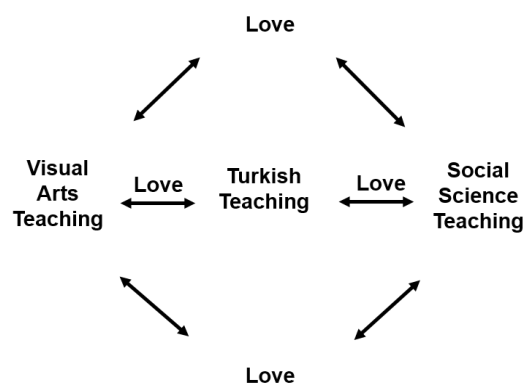 Love
Visual
Arts
Teaching
Love
Turkish
Teaching
Love
Social
Science
Teaching
Love